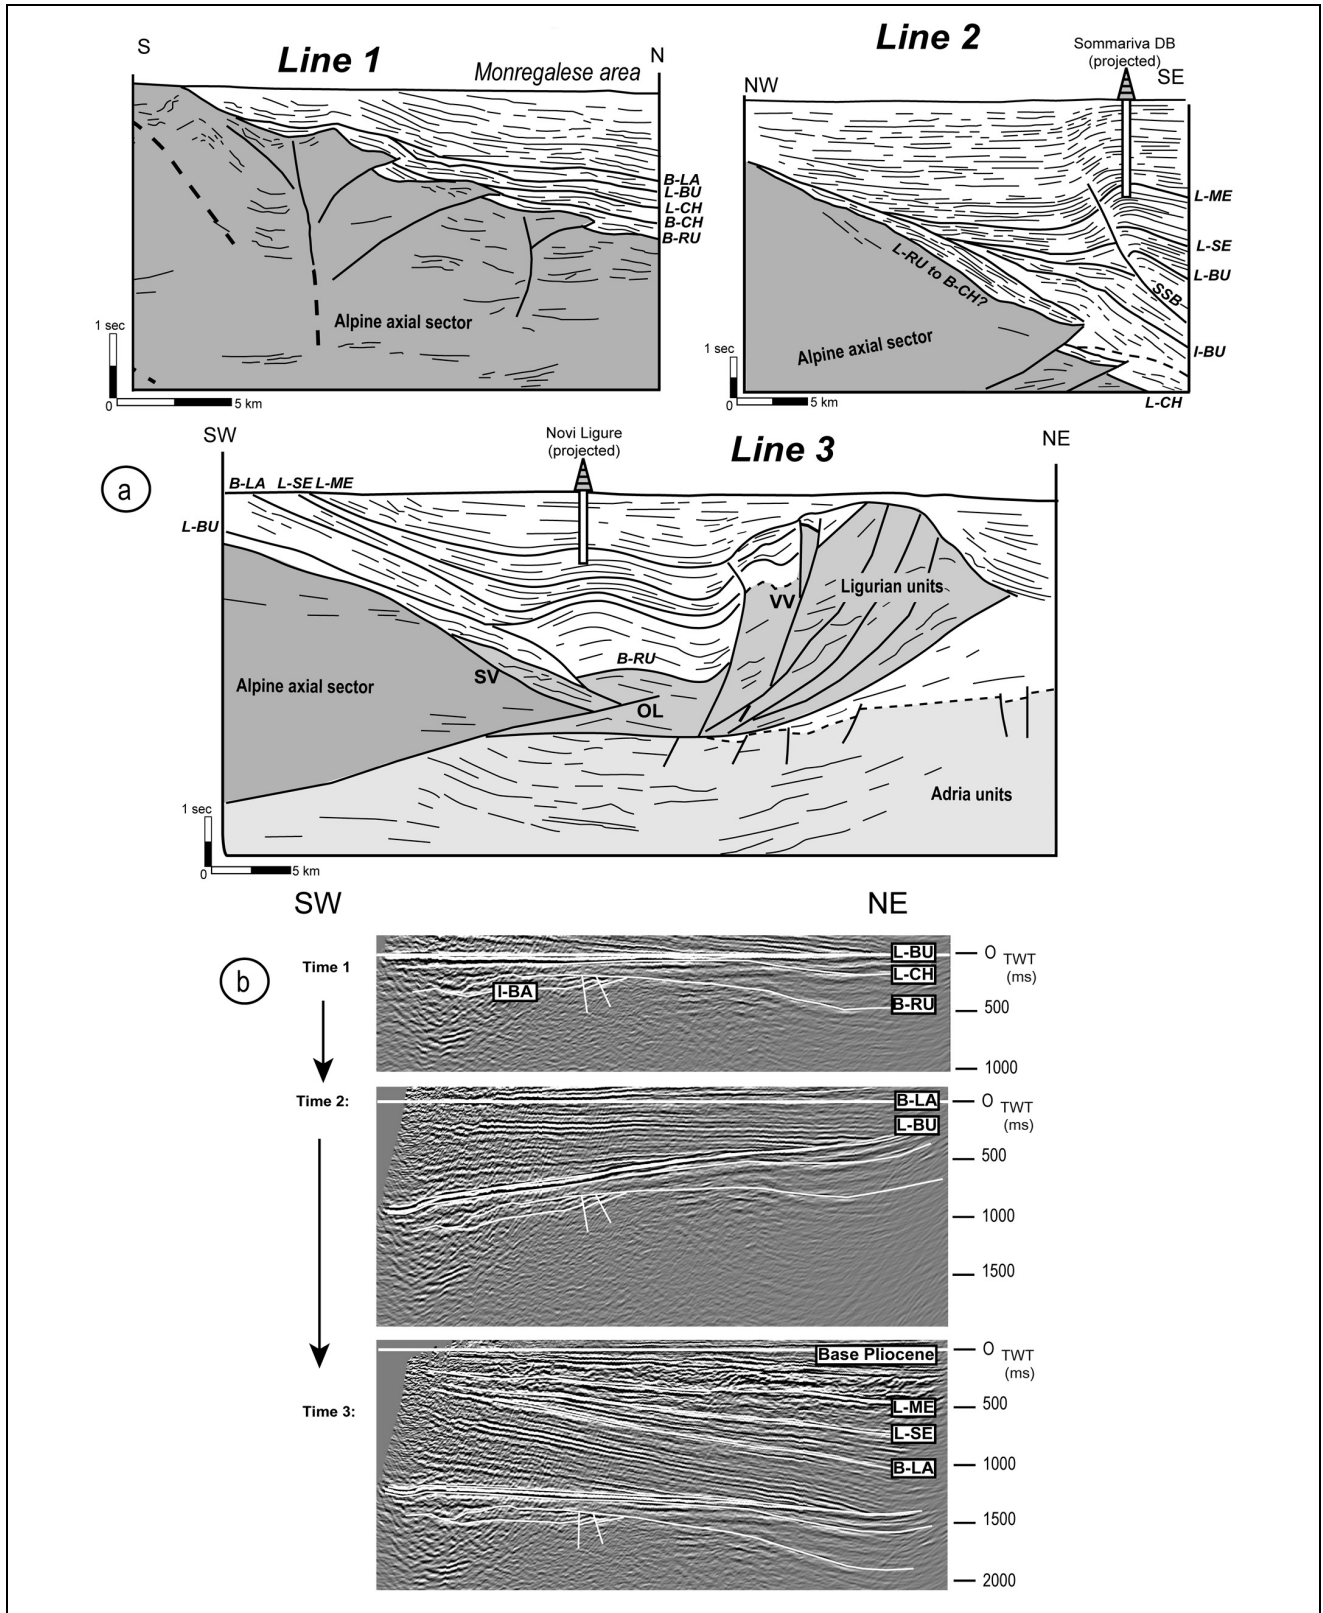 Line 1
S
N
Monregalese area
B-LA
L-BU
L-CH
B-CH
B-RU
Alpine axial sector
1 sec
0
5 km
Line 2
Sommariva DB
(projected)
NW
SE
L-ME
L-SE
L-BU
SSB
L-RU to B-CH?
I-BU
Alpine axial sector
1 sec
0
5 km
L-CH
a
Line 3
SW
NE
Novi Ligure
(projected)
B-LA L-SE L-ME
L-BU
Ligurian units
VV
B-RU
SV
OL
Alpine axial sector
Adria units
1 sec
0
5 km
SW
NE
b
Time 1
L-BU
L-CH
I-BA
B-RU
O TWT
(ms)
500
1000
Time 2:
B-LA
L-BU
O TWT
(ms)
500
1000
1500
Time 3:
Base Pliocene
L-ME
L-SE
B-LA
O TWT
(ms)
500
1000
1500
2000